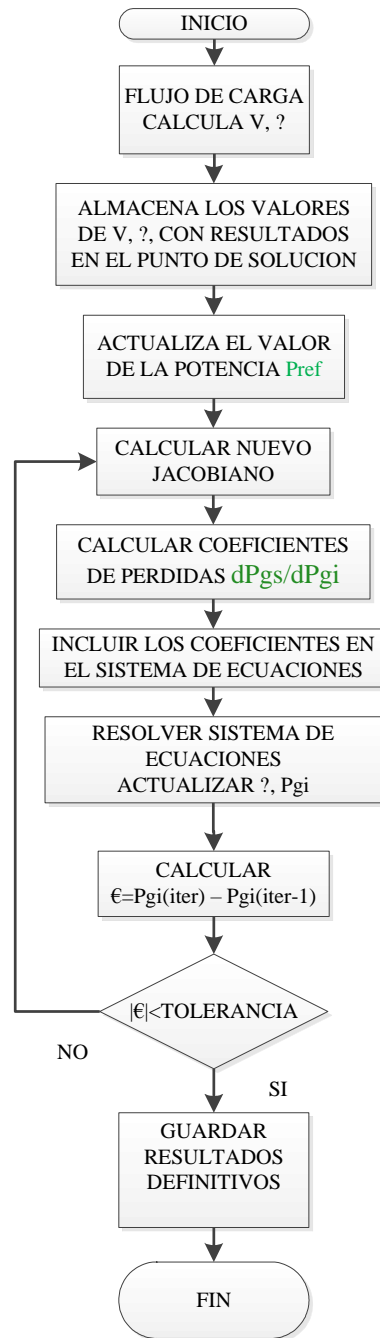 INICIO
FLUJO DE CARGA
CALCULA V, ?
ALMACENA LOS VALORES
DE V, ?, CON RESULTADOS
EN EL PUNTO DE SOLUCION
ACTUALIZA EL VALOR
DE LA POTENCIA Pref
CALCULAR NUEVO
JACOBIANO
CALCULAR COEFICIENTES
DE PERDIDAS dPgs/dPgi
INCLUIR LOS COEFICIENTES EN
EL SISTEMA DE ECUACIONES
RESOLVER SISTEMA DE
ECUACIONES
ACTUALIZAR ?, Pgi
CALCULAR
€=Pgi(iter) – Pgi(iter-1)
|€|<TOLERANCIA
NO
SI
GUARDAR
RESULTADOS
DEFINITIVOS
FIN